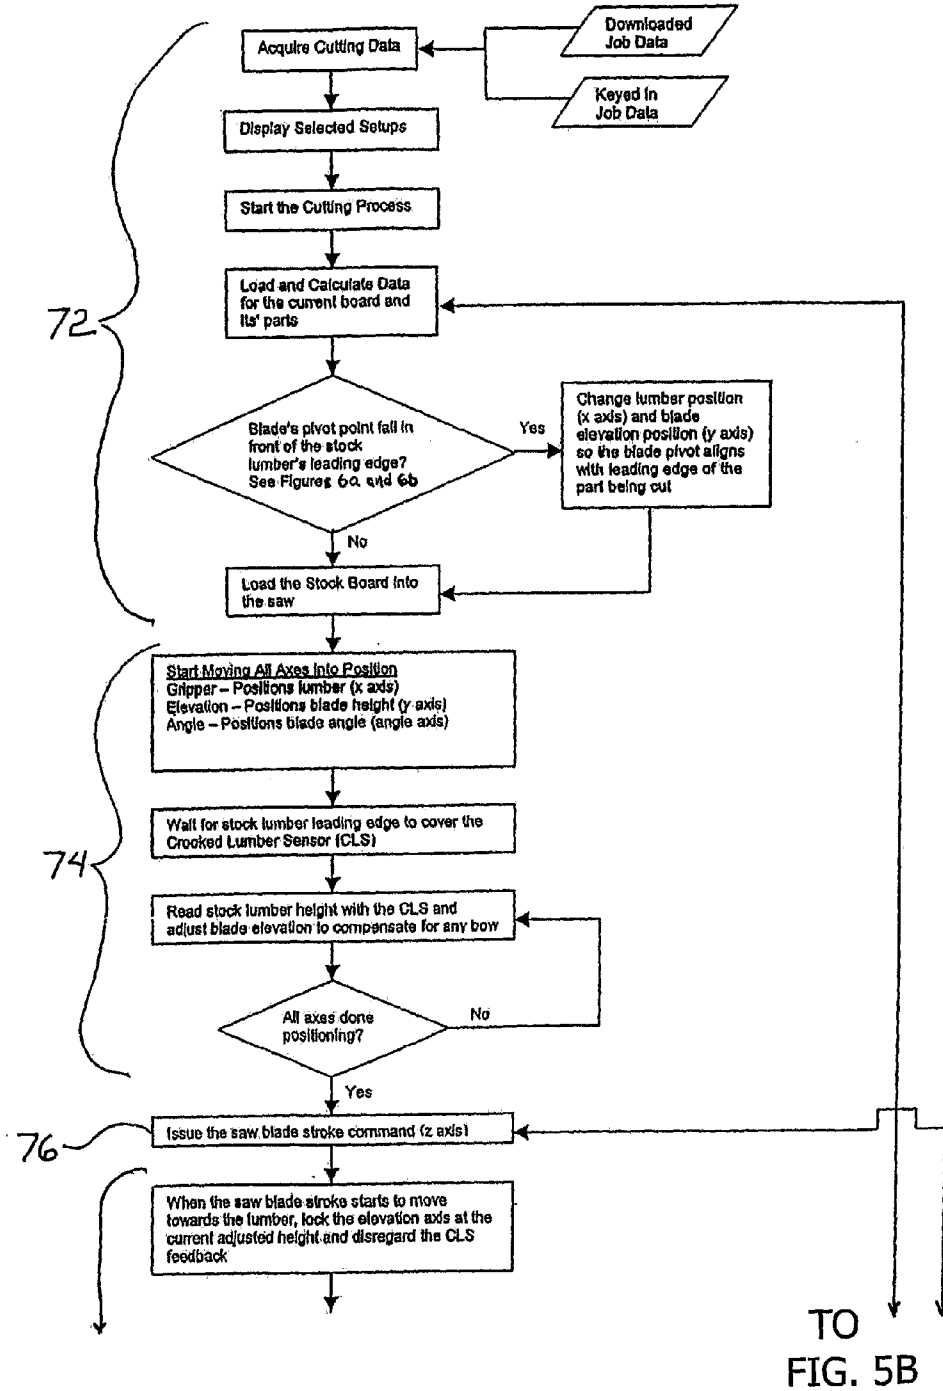 Acquire Cutting Data
Downloaded
Job Data
Keyed in
Job Data
Display Selected Setups
Start the Cutting Process
Load and Calculate Data
for the current board and
its' parts
72
Blade's pivot point fall in
front of the stock
lumber's leading edge?
See Figures 6a and 6b
Yes
Change lumber position
(x axis) and blade
elevation position (y axis)
so the blade pivot aligns
with leading edge of the
part being cut
No
Load the Stock Board into
the saw
Start Moving All Axes Into Position
Gripper – Positions lumber (x axis)
Elevation – Positions blade height (y axis)
Angle – Positions blade angle (angle axis)
Wait for stock lumber leading edge to cover the
Crooked Lumber Sensor (CLS)
74
Read stock lumber height with the CLS and
adjust blade elevation to compensate for any bow
All axes done
positioning?
No
Yes
76
Issue the saw blade stroke command (z axis)
When the saw blade stroke starts to move
towards the lumber, lock the elevation axis at the
current adjusted height and disregard the CLS
feedback
TO
FIG. 5B